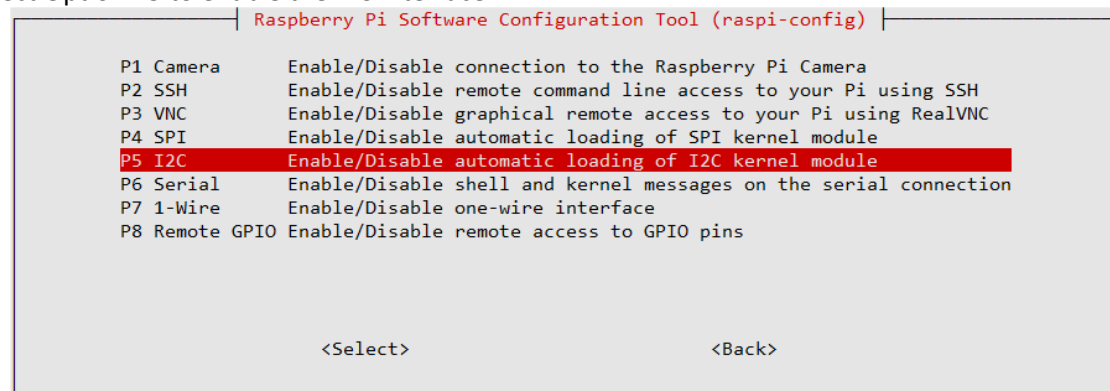 Raspberry Pi Software Configuration Tool (raspi-config)
P1 Camera Enable/Disable connection to the Raspberry Pi Camera
P2 SSH Enable/Disable remote command line access to your Pi using SSH
P3 VNC Enable/Disable graphical remote access to your Pi using RealVNC
P4 SPI Enable/Disable automatic loading of SPI kernel module
P5 I2C Enable/Disable automatic loading of I2C kernel module
P6 Serial Enable/Disable shell and kernel messages on the serial connection
P7 1-Wire Enable/Disable one-wire interface
P8 Remote GPIO Enable/Disable remote access to GPIO pins
<Select> <Back>